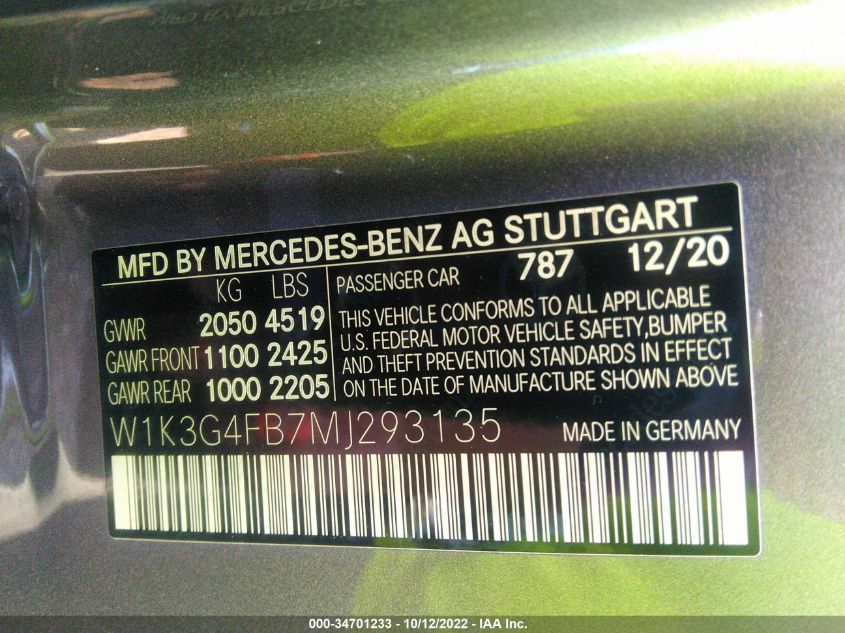 MFD BY MERCEDES-BENZ AG STUTTGART
KG LBS
GVWR 2050 4519
GAWR FRONT 1100 2425
GAWR REAR 1000 2205
PASSENGER CAR 787 12/20
THIS VEHICLE CONFORMS TO ALL APPLICABLE
U.S. FEDERAL MOTOR VEHICLE SAFETY,BUMPER
AND THEFT PREVENTION STANDARDS IN EFFECT
ON THE DATE OF MANUFACTURE SHOWN ABOVE
W1K3G4FB7MJ293135 MADE IN GERMANY
000-34701233 - 10/12/2022 - IAA Inc.